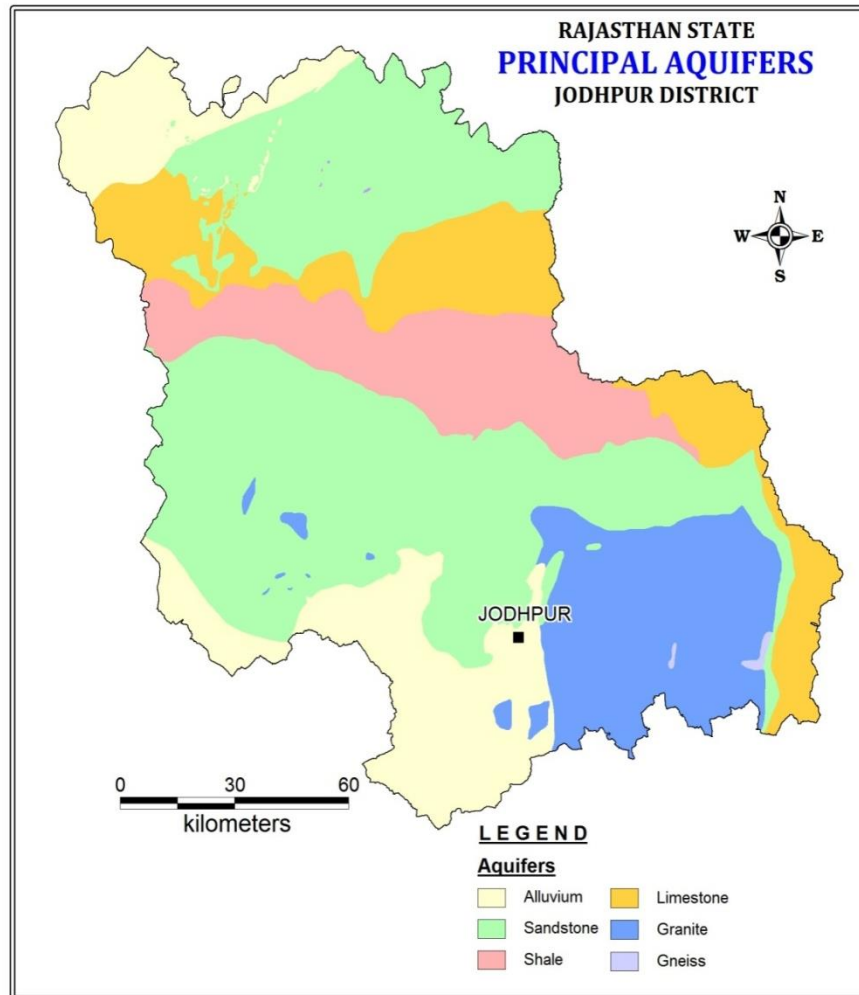 RAJASTHAN STATE
PRINCIPAL AQUIFERS
JODHPUR DISTRICT
N
W E
S
JODHPUR
0 30 60
kilometers
LEGEND
Aquifers
Alluvium Limestone
Sandstone Granite
Shale Gneiss